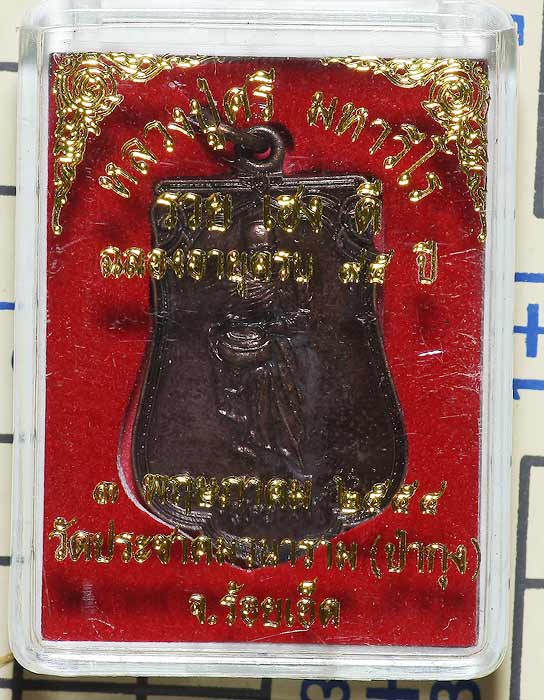 หลวงปู่ศรี มหาวีโร
รวย เฮง ดี
ฉลองอายุครบ ๙๕ ปี
๓ พฤษภาคม ๒๕๕๔
วัดประชาคมวนาราม (ป่ากุง)
จ.ร้อยเอ็ด